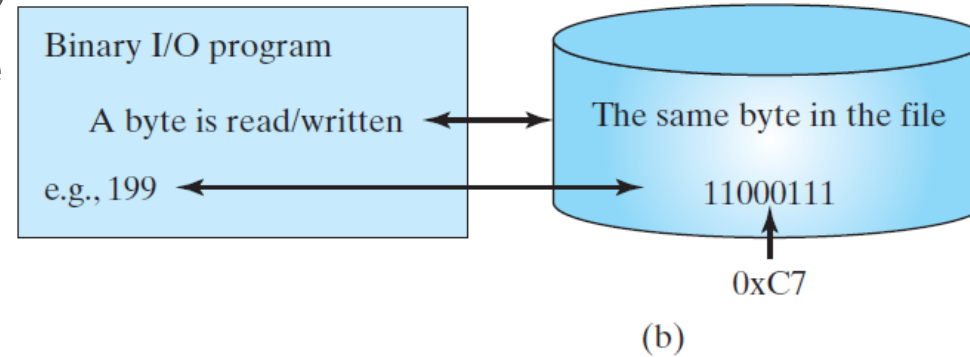 Binary I/O program
A byte is read/written
e.g., 199
The same byte in the file
11000111
0xC7
(b)